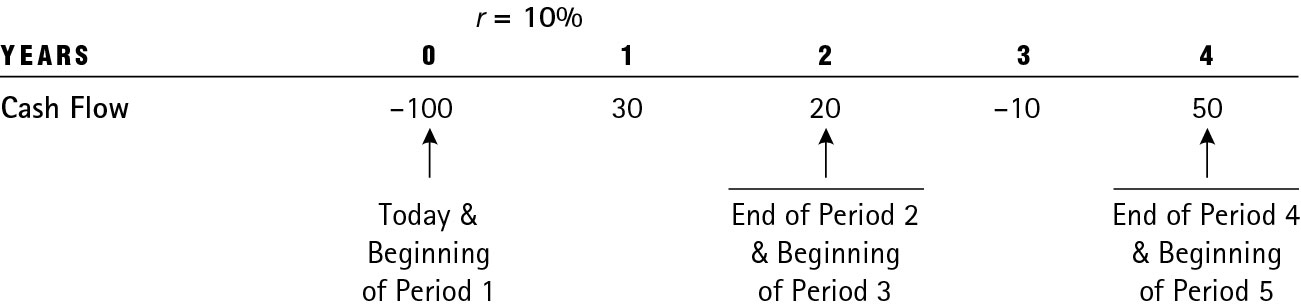 r = 10%
YEARS 0 1 2 3 4
Cash Flow –100 30 20 –10 50
Today &
Beginning
of Period 1
End of Period 2
& Beginning
of Period 3
End of Period 4
& Beginning
of Period 5